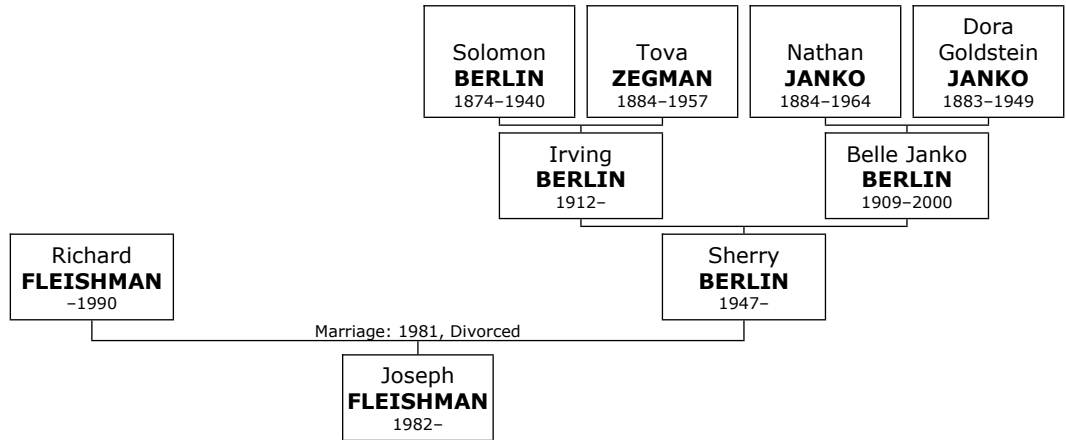 Solomon
BERLIN
1874–1940
Tova
ZEGMAN
1884–1957
Nathan
JANKO
1884–1964
Dora
Goldstein
JANKO
1883–1949
Irving
BERLIN
1912–
Belle Janko
BERLIN
1909–2000
Richard
FLEISHMAN
–1990
Sherry
BERLIN
1947–
Marriage: 1981, Divorced
Joseph
FLEISHMAN
1982–